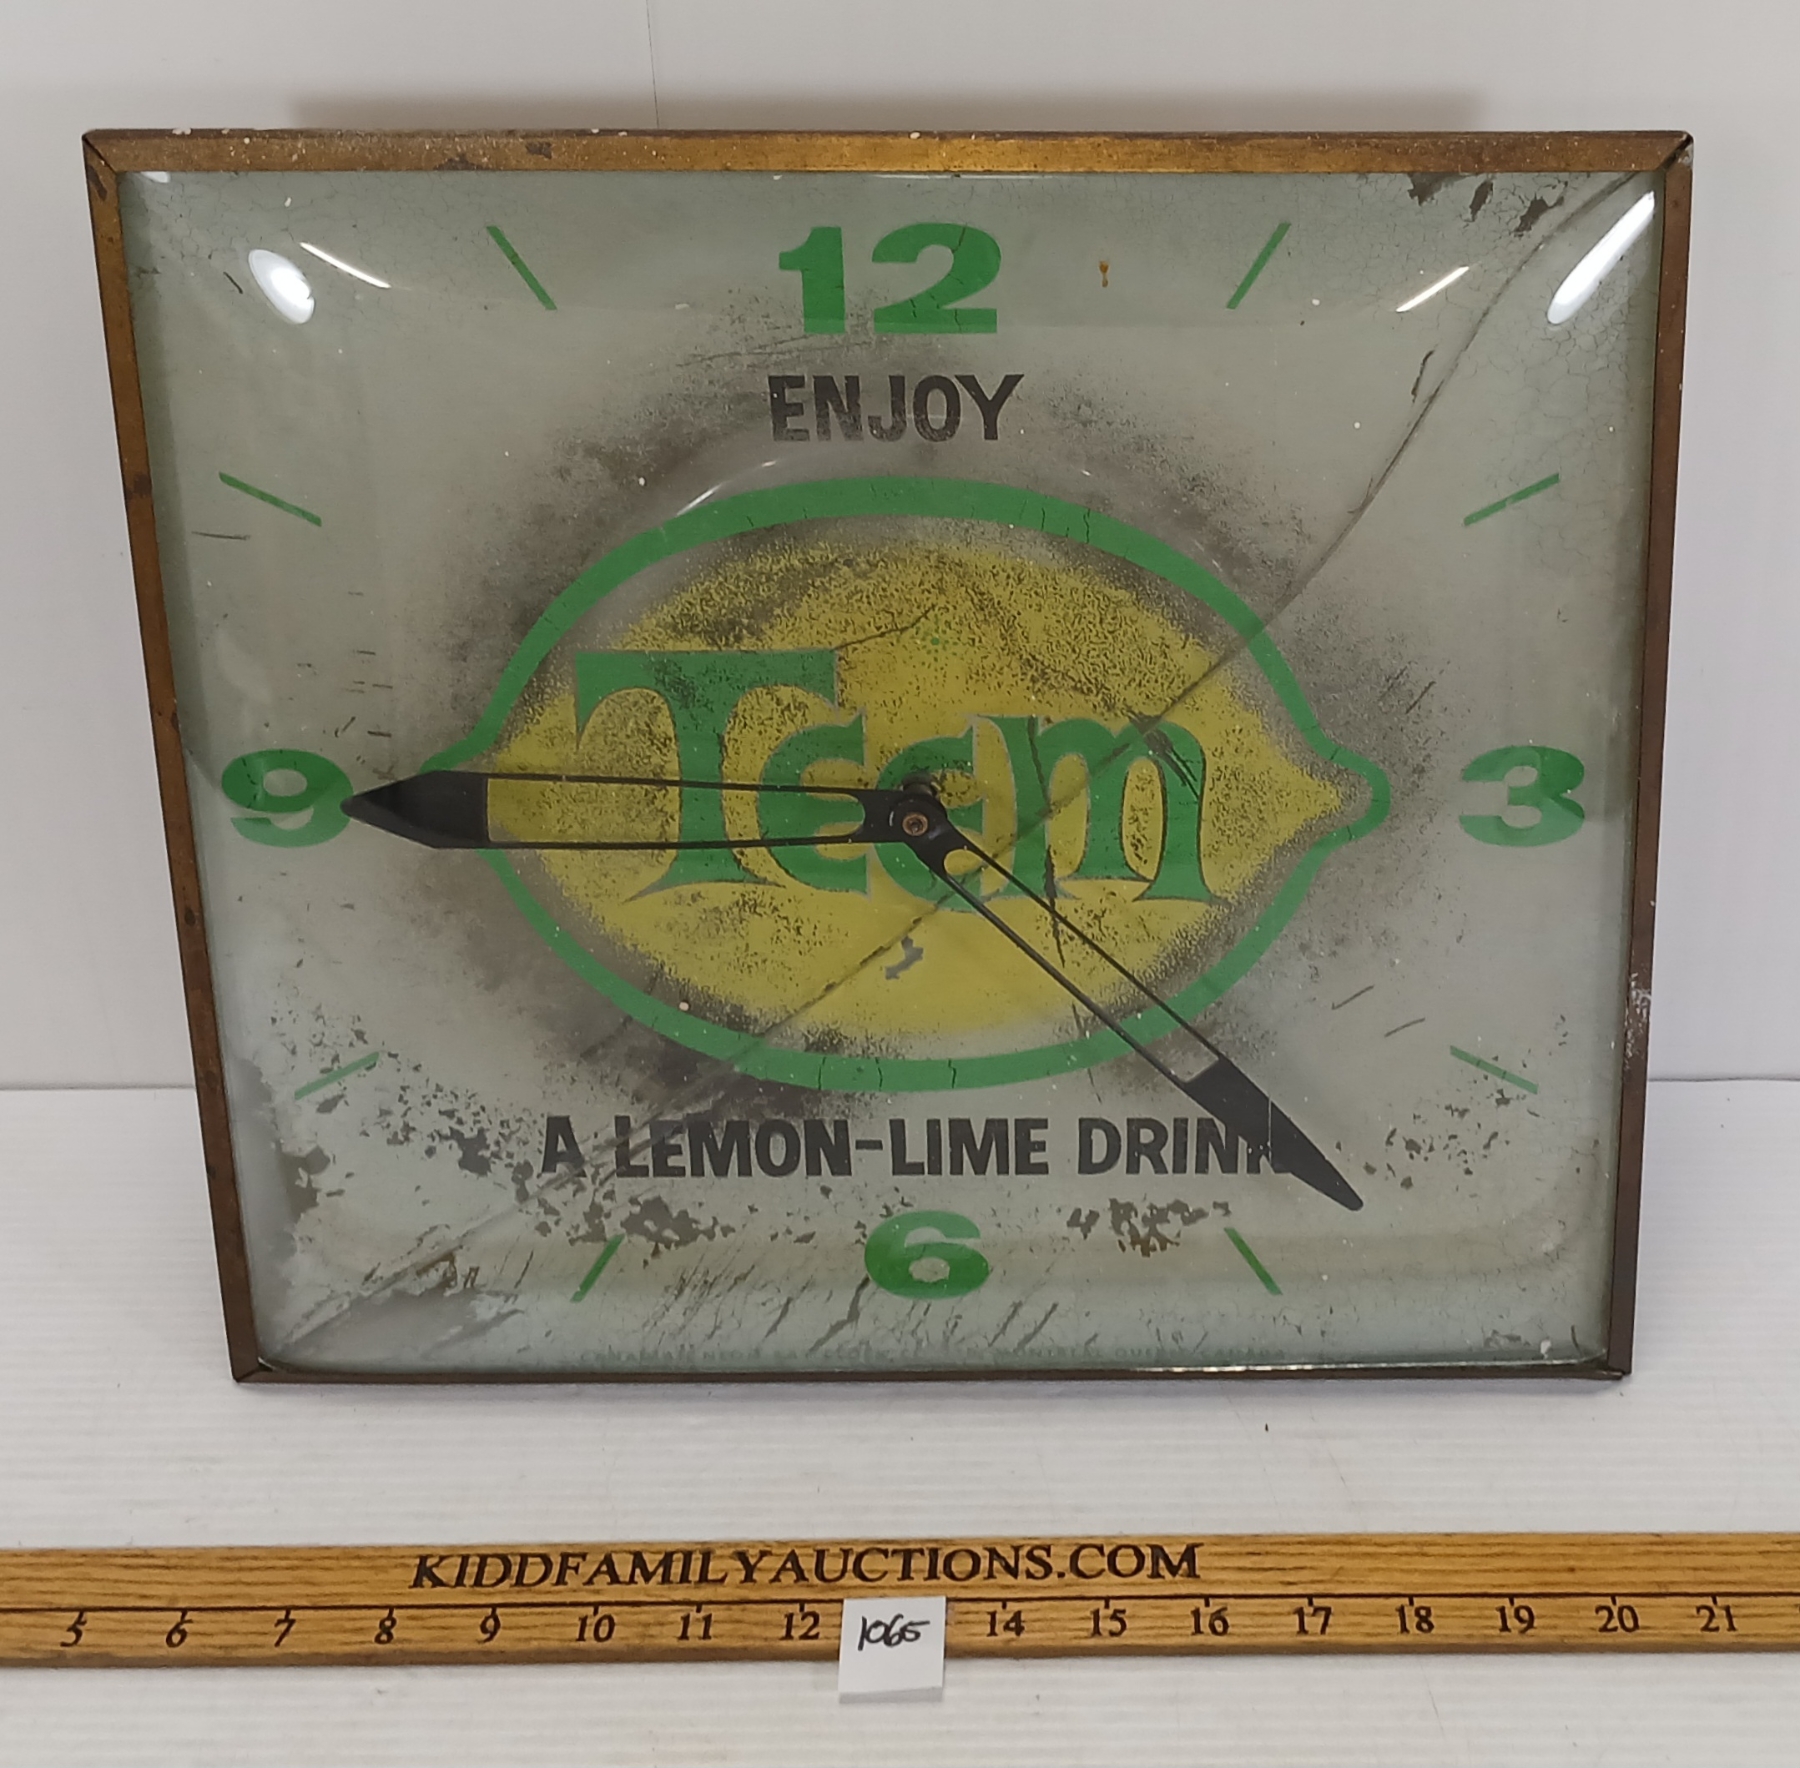 12
ENJOY
Teem
9
3
A LEMON-LIME DRINK
6
KIDDFAMILYAUCTIONS.COM
5 6 7 8 9 10 11 12 14 15 16 17 18 19 20 21
1065